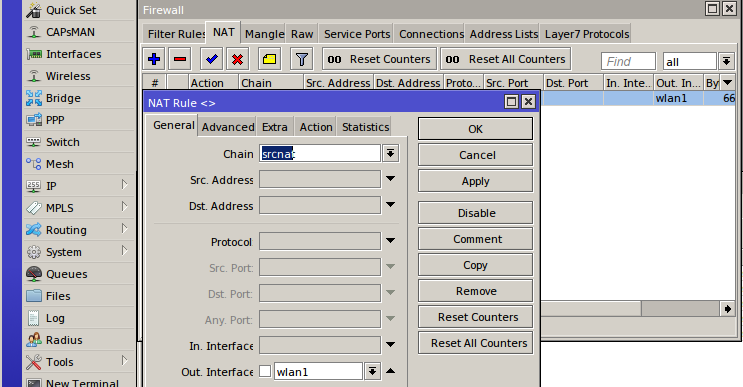 Quick Set
CAPsMAN
Interfaces
Wireless
Bridge
PPP
Switch
Mesh
IP
MPLS
Routing
System
Queues
Files
Log
Radius
Tools
New Terminal
Firewall
Filter Rules NAT Mangle Raw Service Ports Connections Address Lists Layer7 Protocols
00 Reset Counters 00 Reset All Counters Find all
# Action Chain Src. Address Dst. Address Proto... Src. Port Dst. Port In. Inte... Out. In... By
wlan1 66
NAT Rule <>
General Advanced Extra Action Statistics
Chain srcnat
Src. Address
Dst. Address
Protocol
Src. Port:
Dst. Port:
Any. Port:
In. Interface
Out. Interface wlan1
OK
Cancel
Apply
Disable
Comment
Copy
Remove
Reset Counters
Reset All Counters